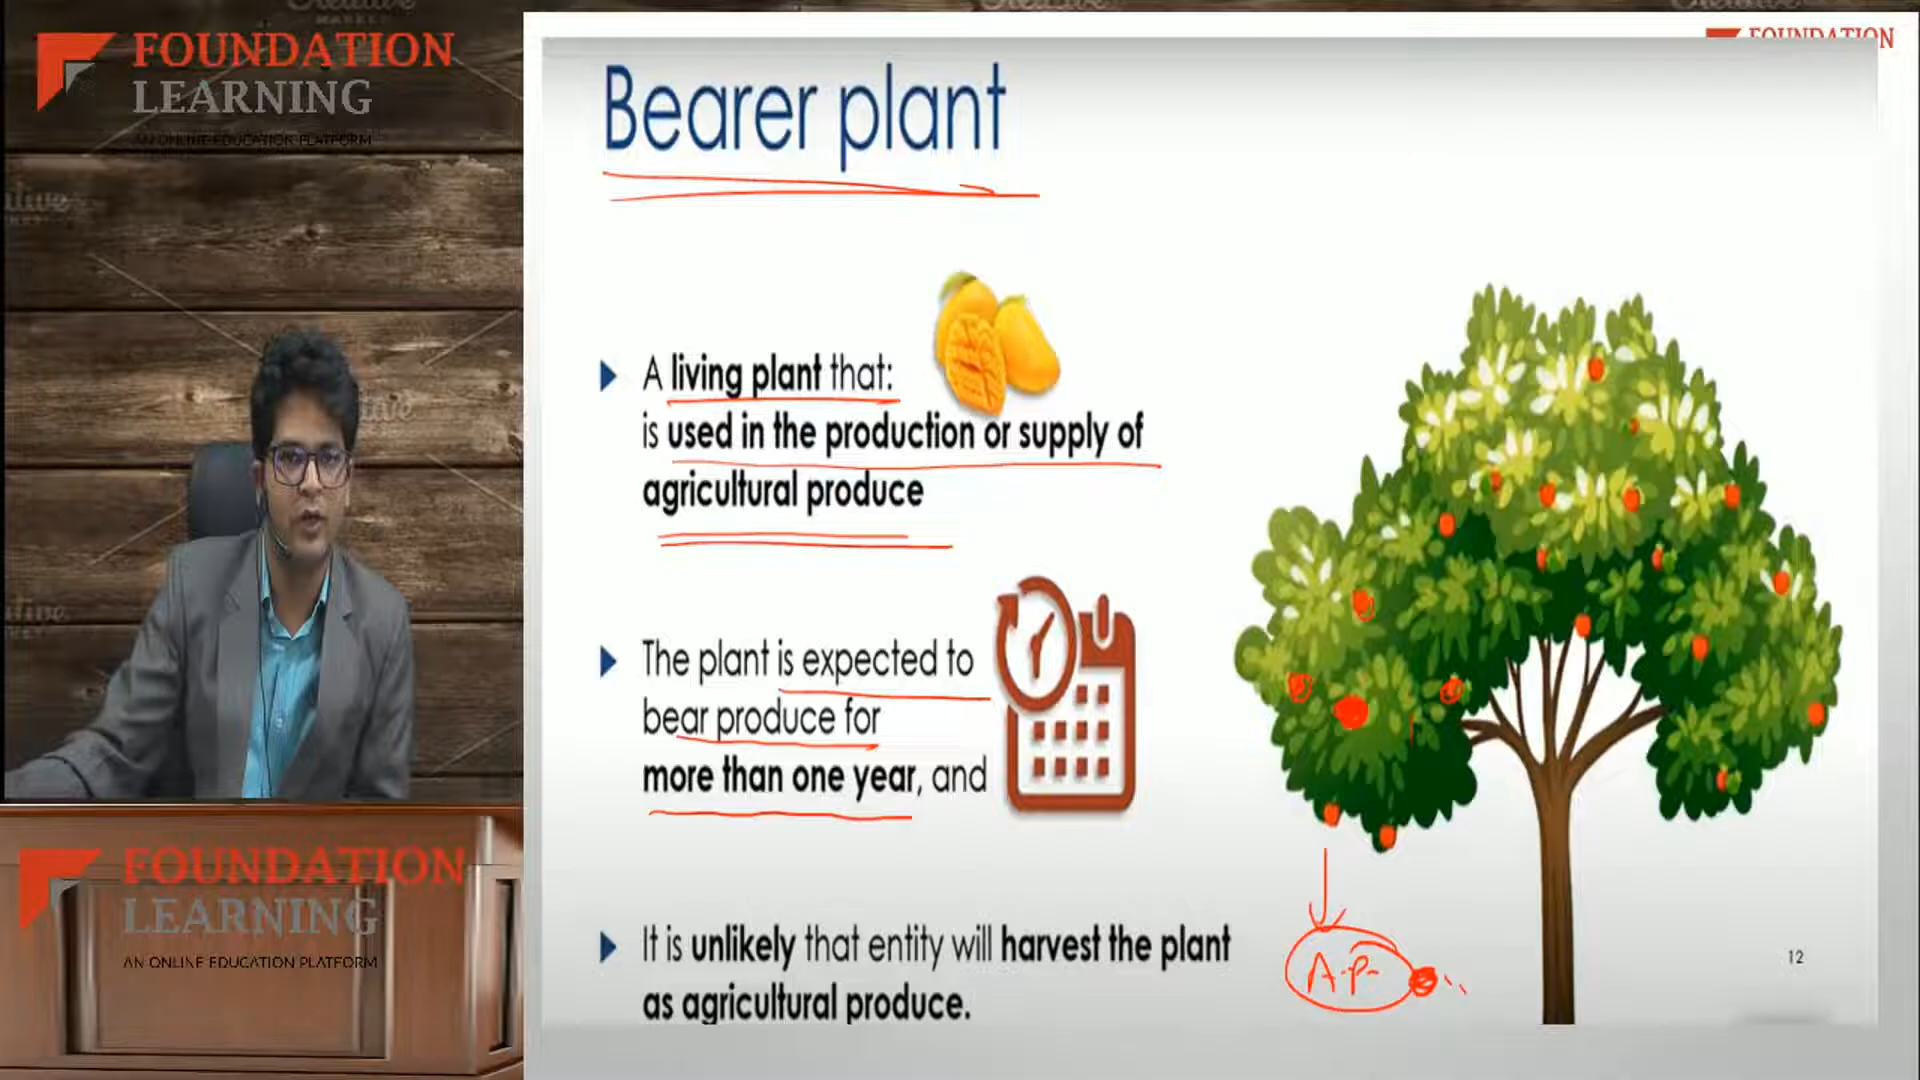 FOUNDATION
LEARNING
AN ONLINE EDUCATION PLATFORM
FOUNDATION
Bearer plant
A living plant that:
is used in the production or supply of
agricultural produce
The plant is expected to
bear produce for
more than one year, and
It is unlikely that entity will harvest the plant
as agricultural produce.
A.P
12
FOUNDATION
LEARNING
AN ONLINE EDUCATION PLATFORM